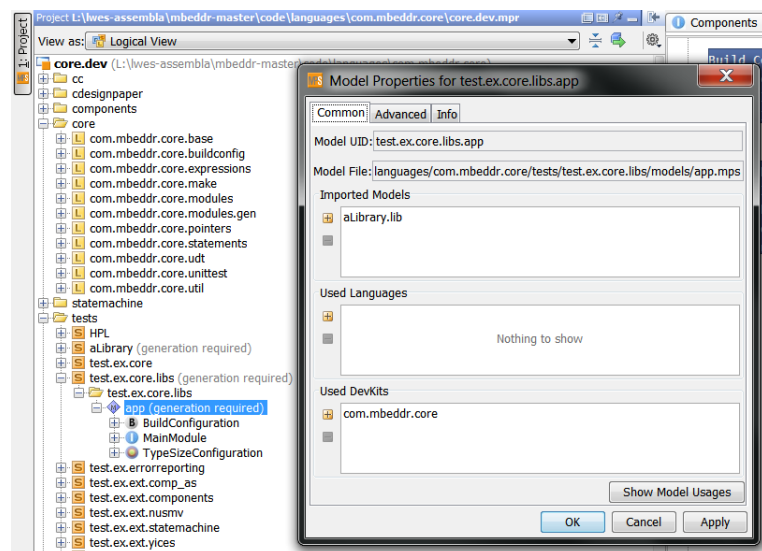 Project L:\lwes-assembla\mbeddr-master\code\languages\com.mbeddr.core\core.dev.mpr
1: Project
View as: Logical View
Components
core.dev (L:\lwes-assembla\mbeddr-master\code\languages\com.mbeddr.core)
cc
cdesignpaper
components
core
com.mbeddr.core.base
com.mbeddr.core.buildconfig
com.mbeddr.core.expressions
com.mbeddr.core.make
com.mbeddr.core.modules
com.mbeddr.core.modules.gen
com.mbeddr.core.pointers
com.mbeddr.core.statements
com.mbeddr.core.udt
com.mbeddr.core.unittest
com.mbeddr.core.util
statemachine
tests
HPL
aLibrary (generation required)
test.ex.core
test.ex.core.libs (generation required)
test.ex.core.libs
app (generation required)
BuildConfiguration
MainModule
TypeSizeConfiguration
test.ex.errorreporting
test.ex.ext.comp_as
test.ex.ext.components
test.ex.ext.nusmv
test.ex.ext.statemachine
test.ex.ext.yices
Build
Model Properties for test.ex.core.libs.app
Common Advanced Info
Model UID: test.ex.core.libs.app
Model File: languages/com.mbeddr.core/tests/test.ex.core.libs/models/app.mps
Imported Models
aLibrary.lib
Used Languages
Nothing to show
Used DevKits
com.mbeddr.core
Show Model Usages
OK Cancel Apply